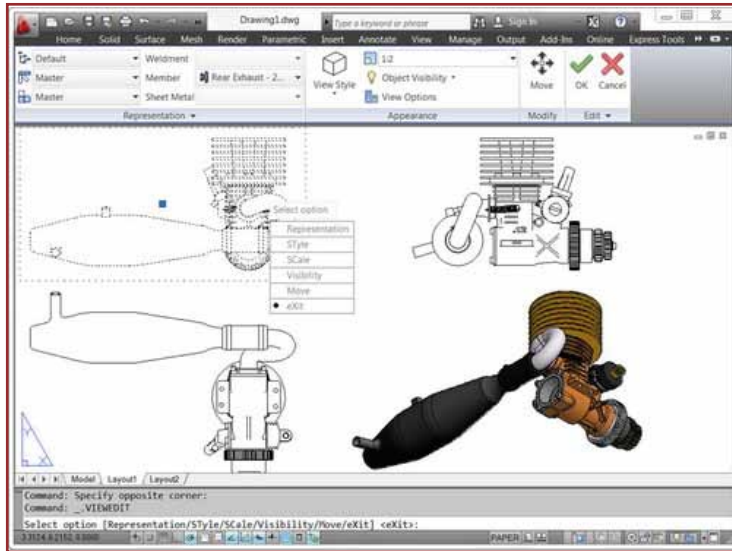 Drawing1.dwg
Type a keyword or phrase
Sign In
Home Solid Surface Mesh Render Parametric Insert Annotate View Manage Output Add-Ins Online Express Tools
Default Weldment 1:2
Master Member Rear Exhaust - 2... View Style Object Visibility Move OK Cancel
Master Sheet Metal View Options
Representation Appearance Modify Edit
Select option
Representation
STyle
SCale
Visibility
Move
eXit
Y
X
Model Layout1 Layout2
Command: Specify opposite corner:
Command: _.VIEWEDIT
Select option [Representation/STyle/SCale/Visibility/Move/eXit] <eXit>:
PAPER